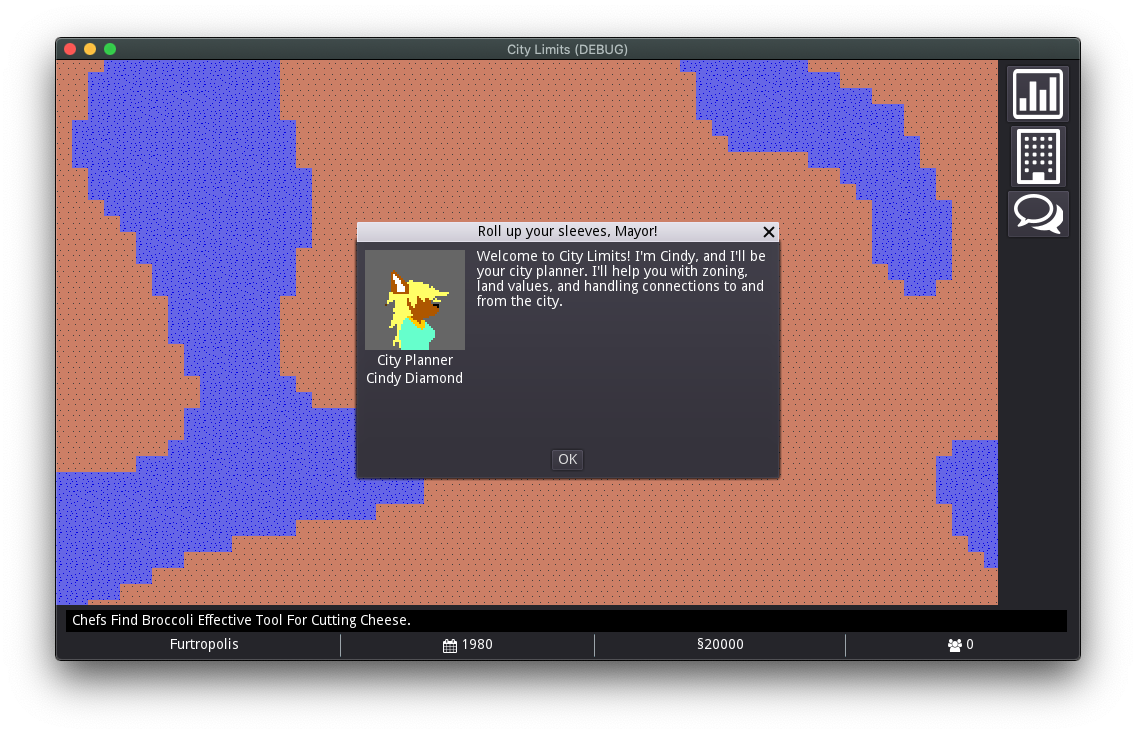 City Limits (DEBUG)
Roll up your sleeves, Mayor!
Welcome to City Limits! I'm Cindy, and I'll be
your city planner. I'll help you with zoning,
land values, and handling connections to and
from the city.
City Planner
Cindy Diamond
OK
Chefs Find Broccoli Effective Tool For Cutting Cheese.
Furtropolis
1980
§20000
0